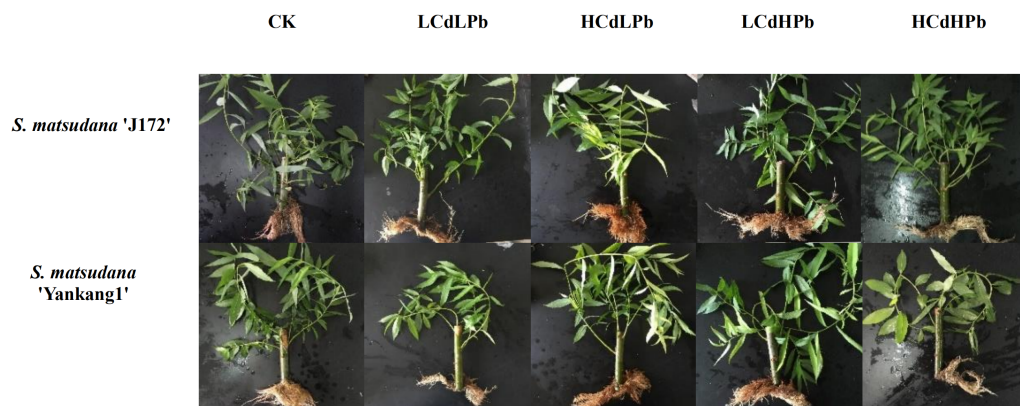 CK LCdLPb HCdLPb LCdHPb HCdHPb
S. matsudana 'J172'
S. matsudana
'Yankang1'